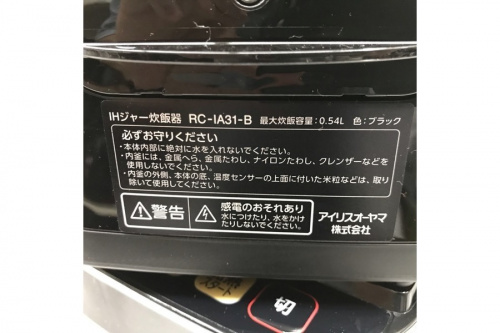 IHジャー炊飯器 RC-IA31-B 最大炊飯容量:0.54L 色:ブラック
必ずお守りください
・本体内部に絶対に水を入れないでください。
・内釜には、金属へら、金属たわし、ナイロンたわし、クレンザーなどを
使用しないでください。
・内釜の外側、本体の底、温度センサーの上面に付いた米粒などは、取り
除いて使用してください。
警告
感電のおそれあり
水につけたり、水をかけ
たりしないでください。
アイリスオーヤマ
株式会社